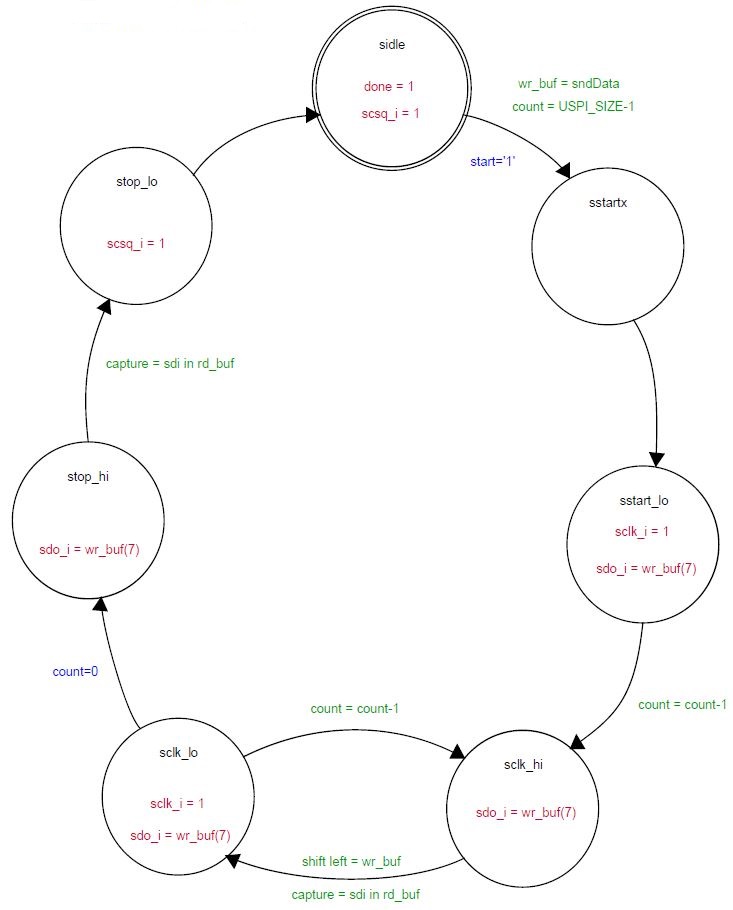 sidle
done = 1
scsq_i = 1
wr_buf = sndData
count = USPI_SIZE-1
start='1'
sstartx
stop_lo
scsq_i = 1
capture = sdi in rd_buf
stop_hi
sdo_i = wr_buf(7)
sstart_lo
sclk_i = 1
sdo_i = wr_buf(7)
count=0
count = count-1
count = count-1
sclk_lo
sclk_i = 1
sdo_i = wr_buf(7)
sclk_hi
sdo_i = wr_buf(7)
shift left = wr_buf
capture = sdi in rd_buf